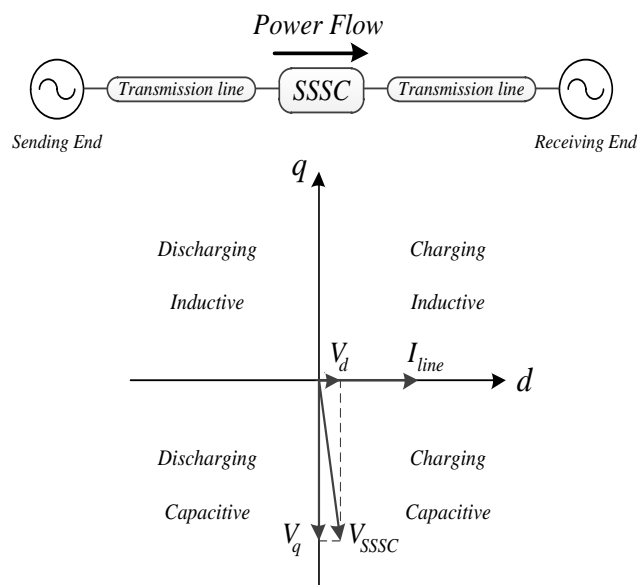 Power Flow
Transmission line
SSSC
Transmission line
Sending End
Receiving End
q
Discharging
Charging
Inductive
Inductive
V_d
I_line
d
Discharging
Charging
Capacitive
Capacitive
V_q
V_SSSC